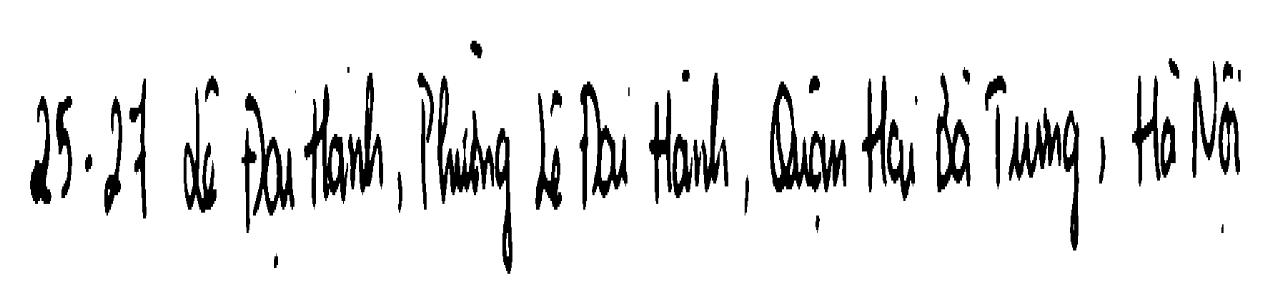 25-27 Lê Đại Hành, Phường Lê Đại Hành, Quận Hai Bà Trưng, Hà Nội